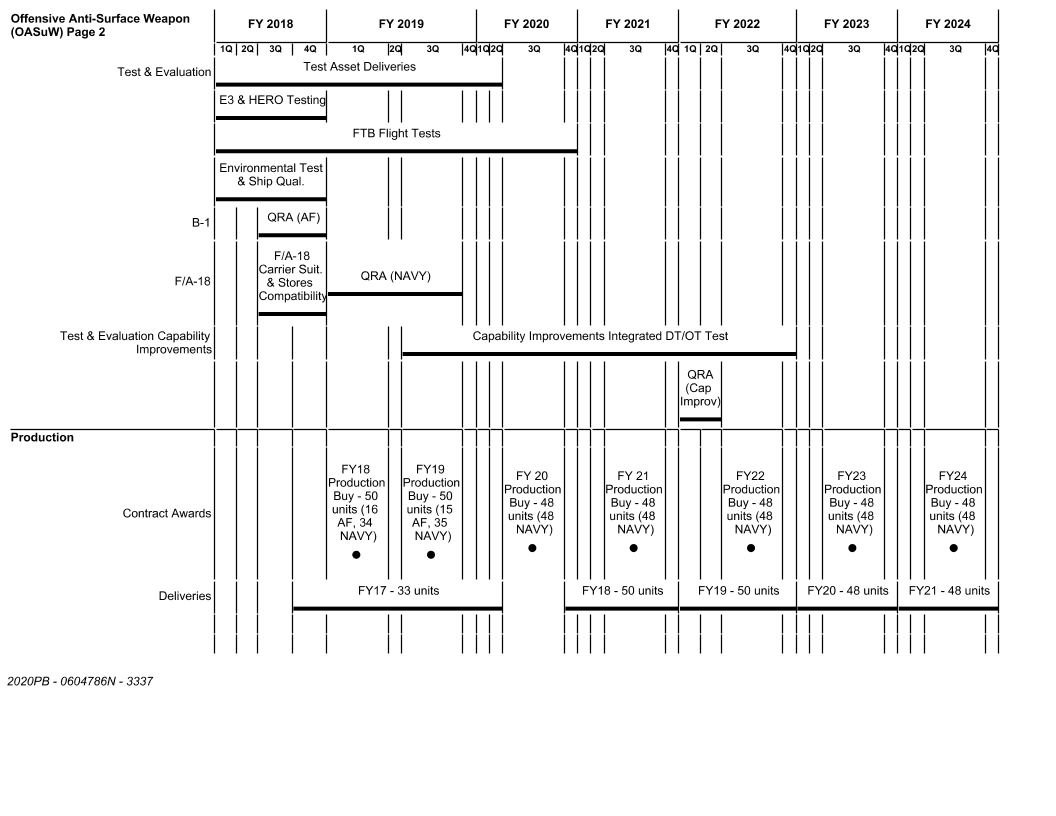 Offensive Anti-Surface Weapon
(OASuW) Page 2
FY 2018 FY 2019 FY 2020 FY 2021 FY 2022 FY 2023 FY 2024
1Q 2Q 3Q 4Q 1Q 2Q 3Q 4Q 1Q 2Q 3Q 4Q 1Q 2Q 3Q 4Q 1Q 2Q 3Q 4Q 1Q 2Q 3Q 4Q 1Q 2Q 3Q 4Q
Test & Evaluation
Test Asset Deliveries
E3 & HERO Testing
FTB Flight Tests
Environmental Test
& Ship Qual.
B-1
QRA (AF)
F/A-18
F/A-18
Carrier Suit.
& Stores
Compatibility
QRA (NAVY)
Test & Evaluation Capability
Improvements
Capability Improvements Integrated DT/OT Test
QRA
(Cap
Improv)
Production
Contract Awards
FY18
Production
Buy - 50
units (16
AF, 34
NAVY)
FY19
Production
Buy - 50
units (15
AF, 35
NAVY)
FY 20
Production
Buy - 48
units (48
NAVY)
FY 21
Production
Buy - 48
units (48
NAVY)
FY22
Production
Buy - 48
units (48
NAVY)
FY23
Production
Buy - 48
units (48
NAVY)
FY24
Production
Buy - 48
units (48
NAVY)
Deliveries
FY17 - 33 units
FY18 - 50 units
FY19 - 50 units
FY20 - 48 units
FY21 - 48 units
2020PB - 0604786N - 3337